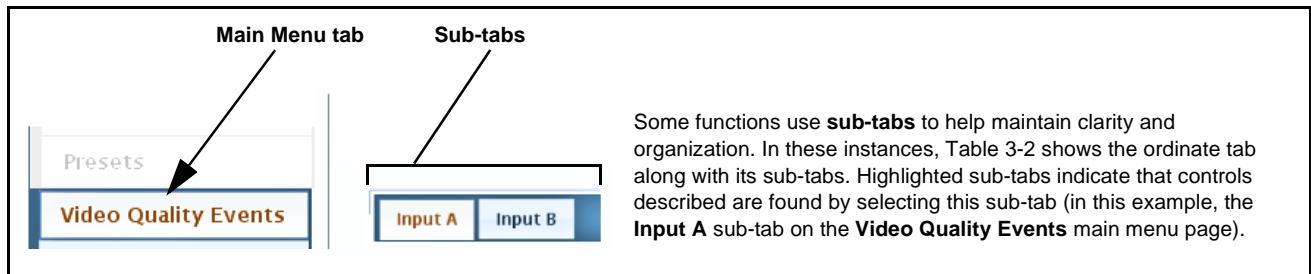 Main Menu tab
Sub-tabs
Presets
Video Quality Events
Input A
Input B
Some functions use sub-tabs to help maintain clarity and
organization. In these instances, Table 3-2 shows the ordinate tab
along with its sub-tabs. Highlighted sub-tabs indicate that controls
described are found by selecting this sub-tab (in this example, the
Input A sub-tab on the Video Quality Events main menu page).